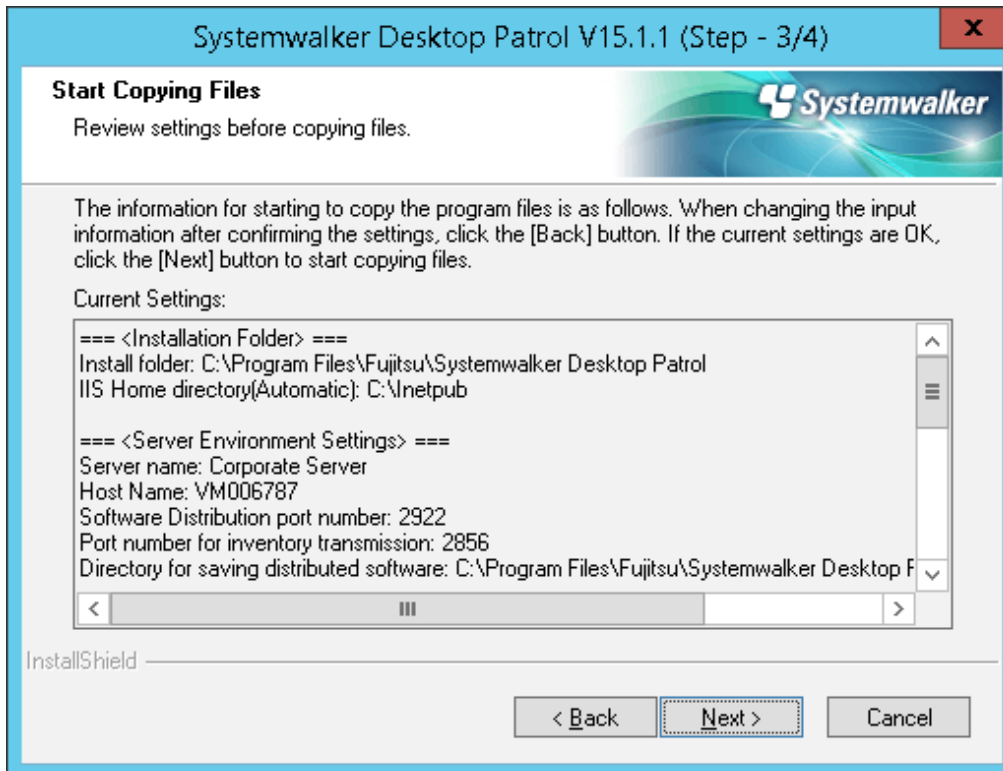 Systemwalker Desktop Patrol V15.1.1 (Step - 3/4)
x
Start Copying Files
Review settings before copying files.
Systemwalker
The information for starting to copy the program files is as follows. When changing the input
information after confirming the settings, click the [Back] button. If the current settings are OK,
click the [Next] button to start copying files.
Current Settings:
=== <Installation Folder> ===
Install folder: C:\Program Files\Fujitsu\Systemwalker Desktop Patrol
IIS Home directory(Automatic): C:\Inetpub
=== <Server Environment Settings> ===
Server name: Corporate Server
Host Name: VM006787
Software Distribution port number: 2922
Port number for inventory transmission: 2856
Directory for saving distributed software: C:\Program Files\Fujitsu\Systemwalker Desktop P
InstallShield
< Back
Next >
Cancel